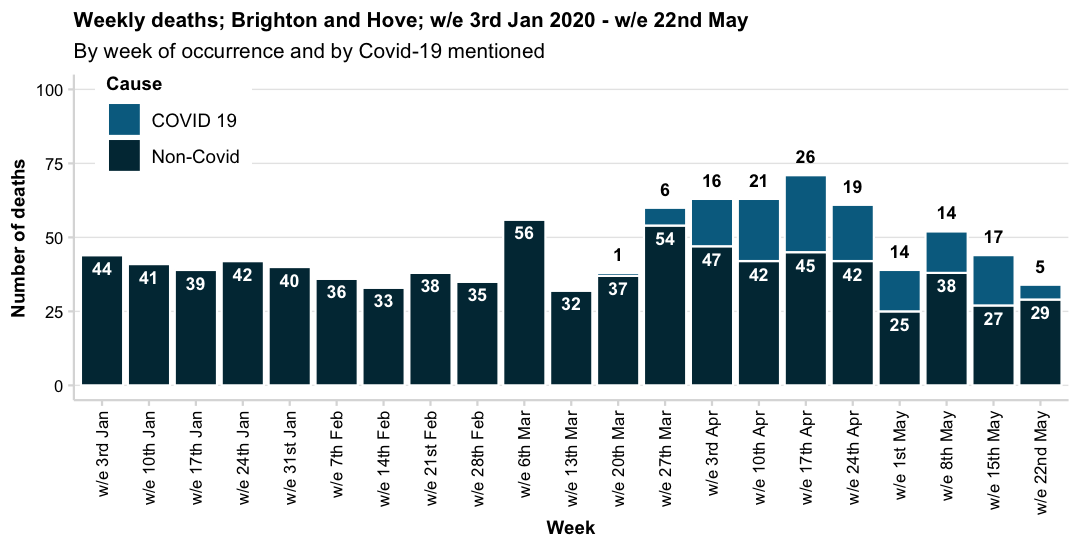 Weekly deaths; Brighton and Hove; w/e 3rd Jan 2020 - w/e 22nd May
By week of occurrence and by Covid-19 mentioned
Cause
COVID 19
Non-Covid
Number of deaths
100
75
50
25
0
26
16
21
19
6
14
17
14
1
5
56
54
47
45
44
41
39
42
40
36
33
38
35
32
37
42
42
25
38
27
29
w/e 3rd Jan
w/e 10th Jan
w/e 17th Jan
w/e 24th Jan
w/e 31st Jan
w/e 7th Feb
w/e 14th Feb
w/e 21st Feb
w/e 28th Feb
w/e 6th Mar
w/e 13th Mar
w/e 20th Mar
w/e 27th Mar
w/e 3rd Apr
w/e 10th Apr
w/e 17th Apr
w/e 24th Apr
w/e 1st May
w/e 8th May
w/e 15th May
w/e 22nd May
Week